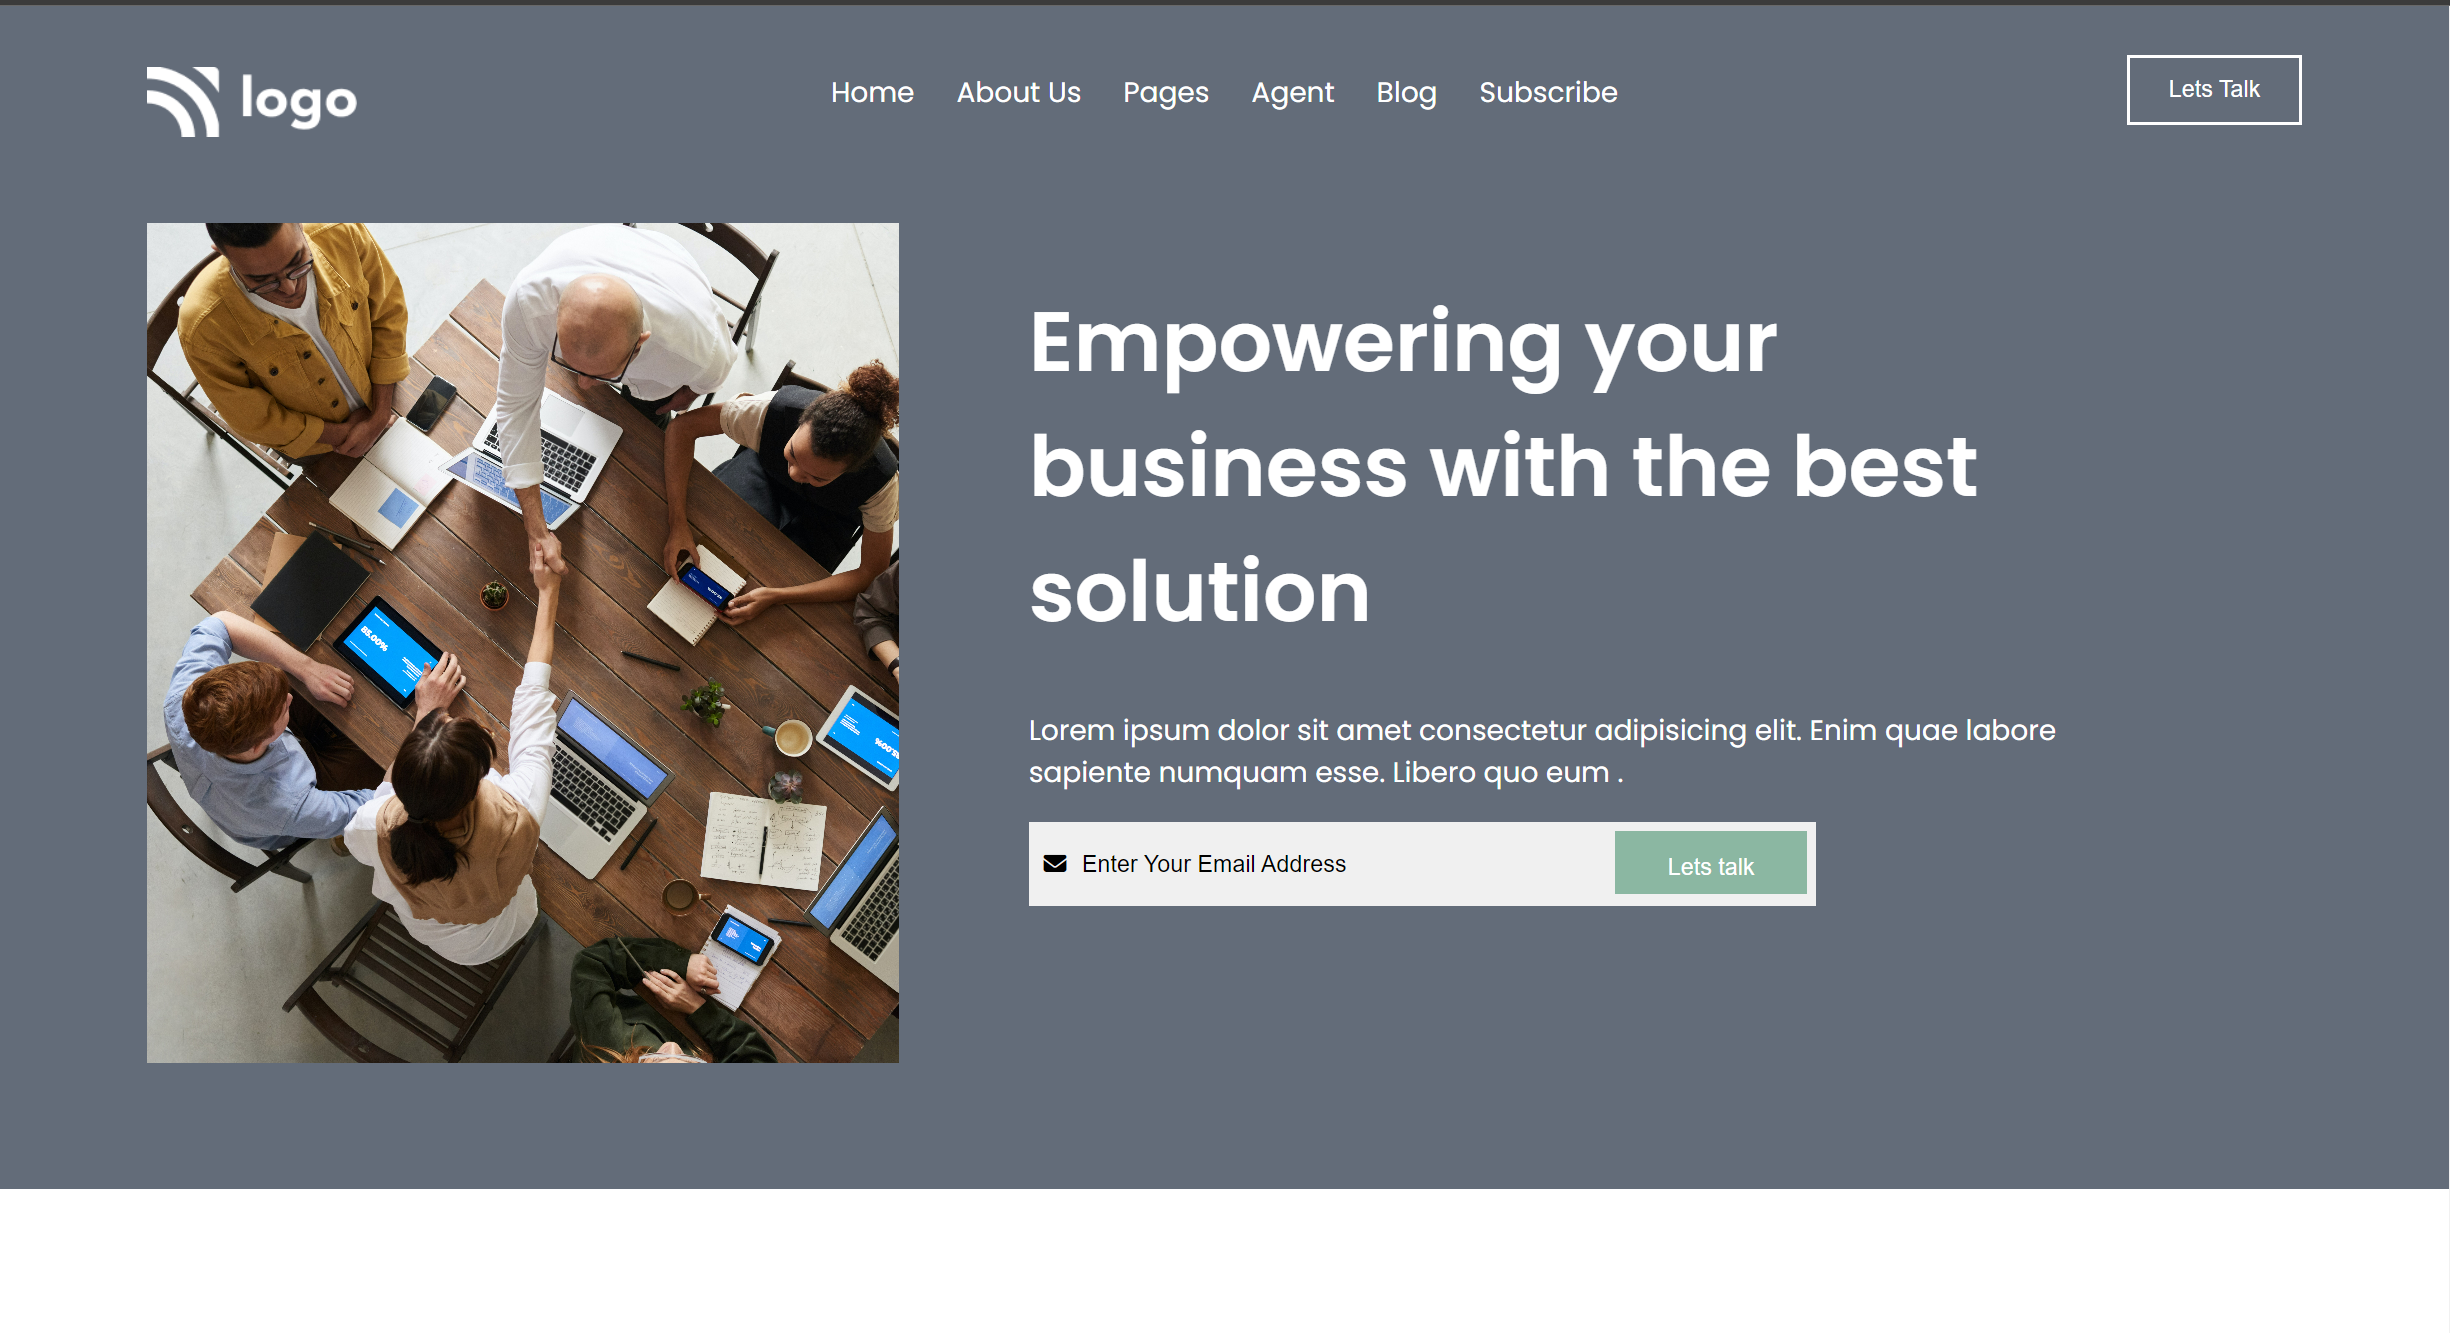 logo
Home About Us Pages Agent Blog Subscribe
Lets Talk
85.00%
Empowering your
business with the best
solution
Lorem ipsum dolor sit amet consectetur adipisicing elit. Enim quae labore
sapiente numquam esse. Libero quo eum .
Enter Your Email Address
Lets talk